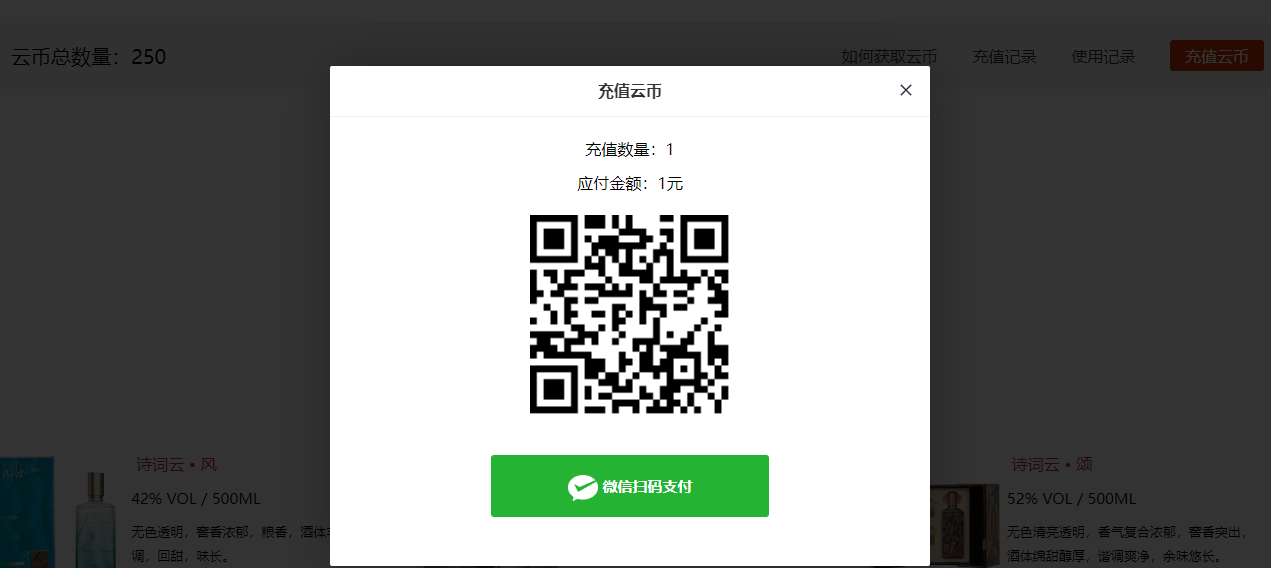 云币总数量：250
如何获取云币
充值记录
使用记录
充值云币
充值云币
充值数量：1
应付金额：1元
微信扫码支付
诗词云 • 风
42% VOL / 500ML
无色透明，窖香浓郁，粮香，酒体丰
调，回甜，味长。
诗词云 • 颂
52% VOL / 500ML
无色清亮透明，香气复合浓郁，窖香突出，
酒体绵甜醇厚，谐调爽净，余味悠长。